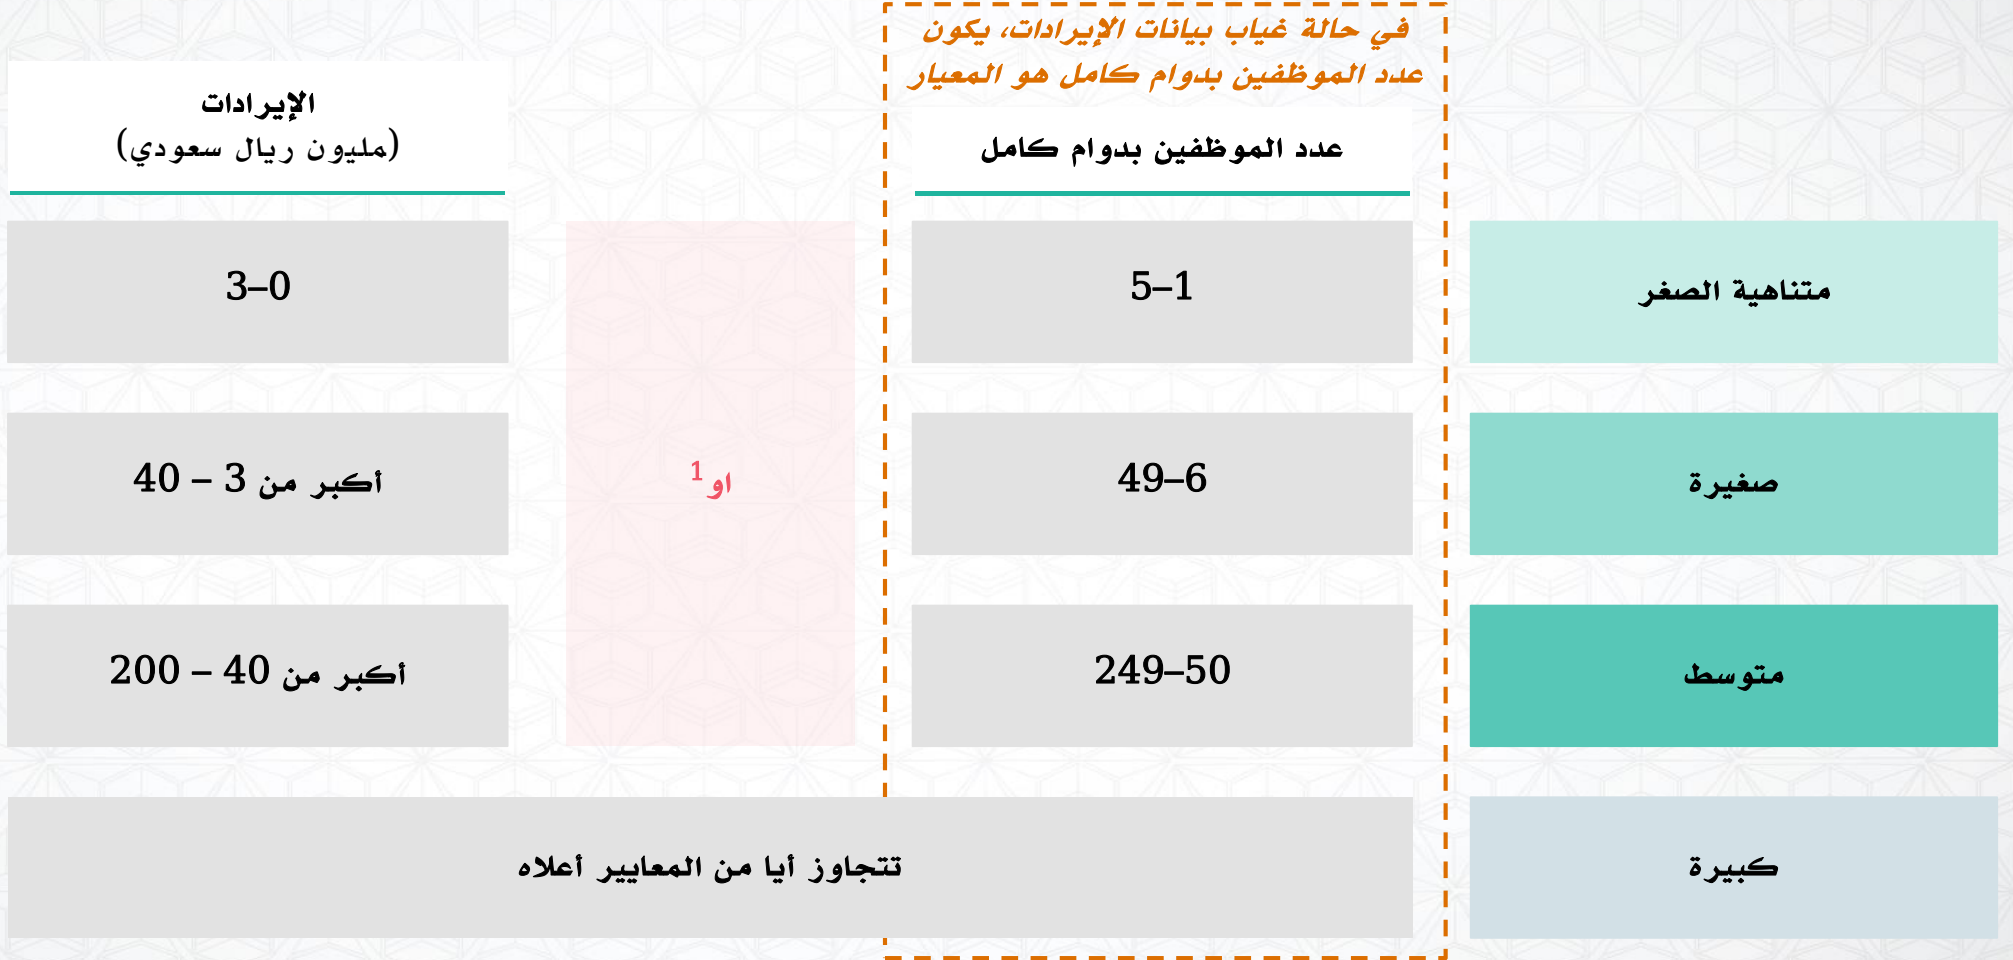 في حالة غياب بيانات الإيرادات، يكون
عدد الموظفين بدوام كامل هو المعيار
عدد الموظفين بدوام كامل
الإيرادات
(مليون ريال سعودي)
متناهية الصغر
1–5
0–3
صغيرة
6–49
او1
أكبر من 3 – 40
متوسط
50–249
أكبر من 40 – 200
كبيرة
تتجاوز أيا من المعايير أعلاه